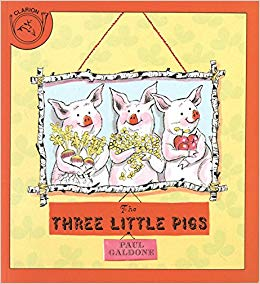 CLARION
The
THREE LITTLE PIGS
PAUL
GALDONE